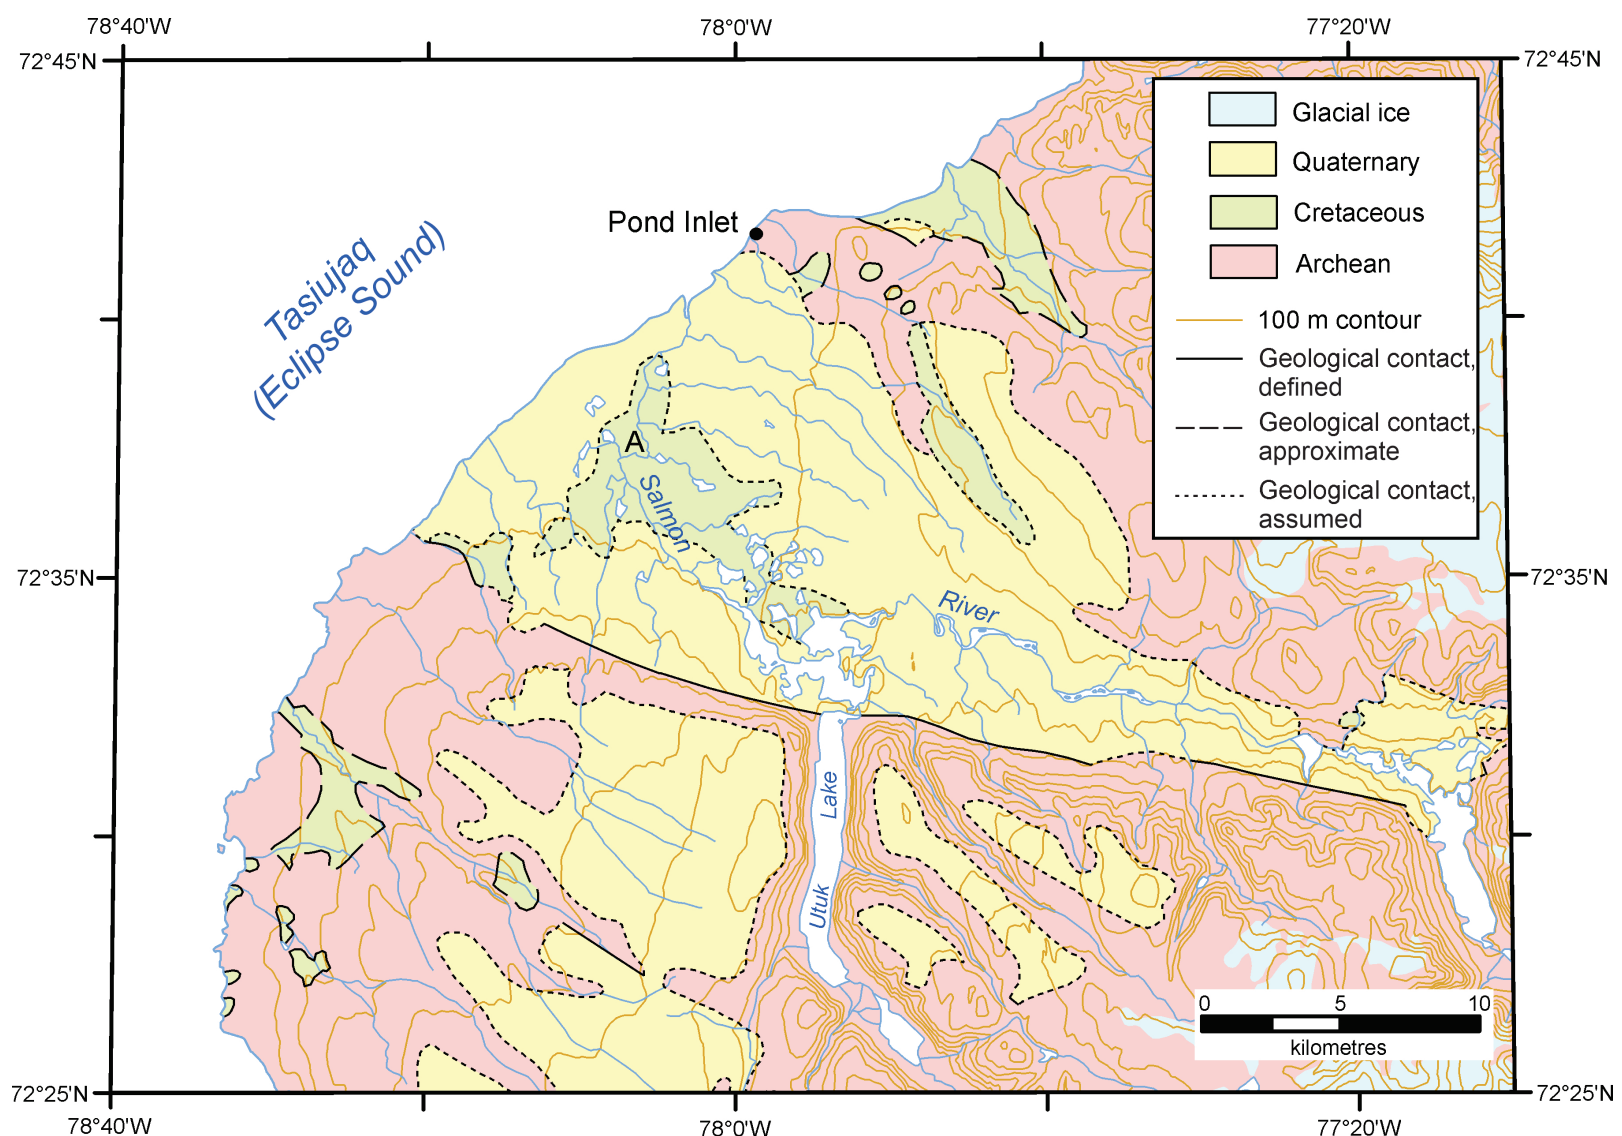 78°40'W
78°0'W
77°20'W
72°45'N
72°45'N
Glacial ice
Quaternary
Cretaceous
Archean
100 m contour
Geological contact,
defined
Geological contact,
approximate
Geological contact,
assumed
Pond Inlet
Tasiujaq
(Eclipse Sound)
A
Salmon
River
72°35'N
72°35'N
Lake
Utuk
0 5 10
kilometres
72°25'N
72°25'N
78°40'W
78°0'W
77°20'W